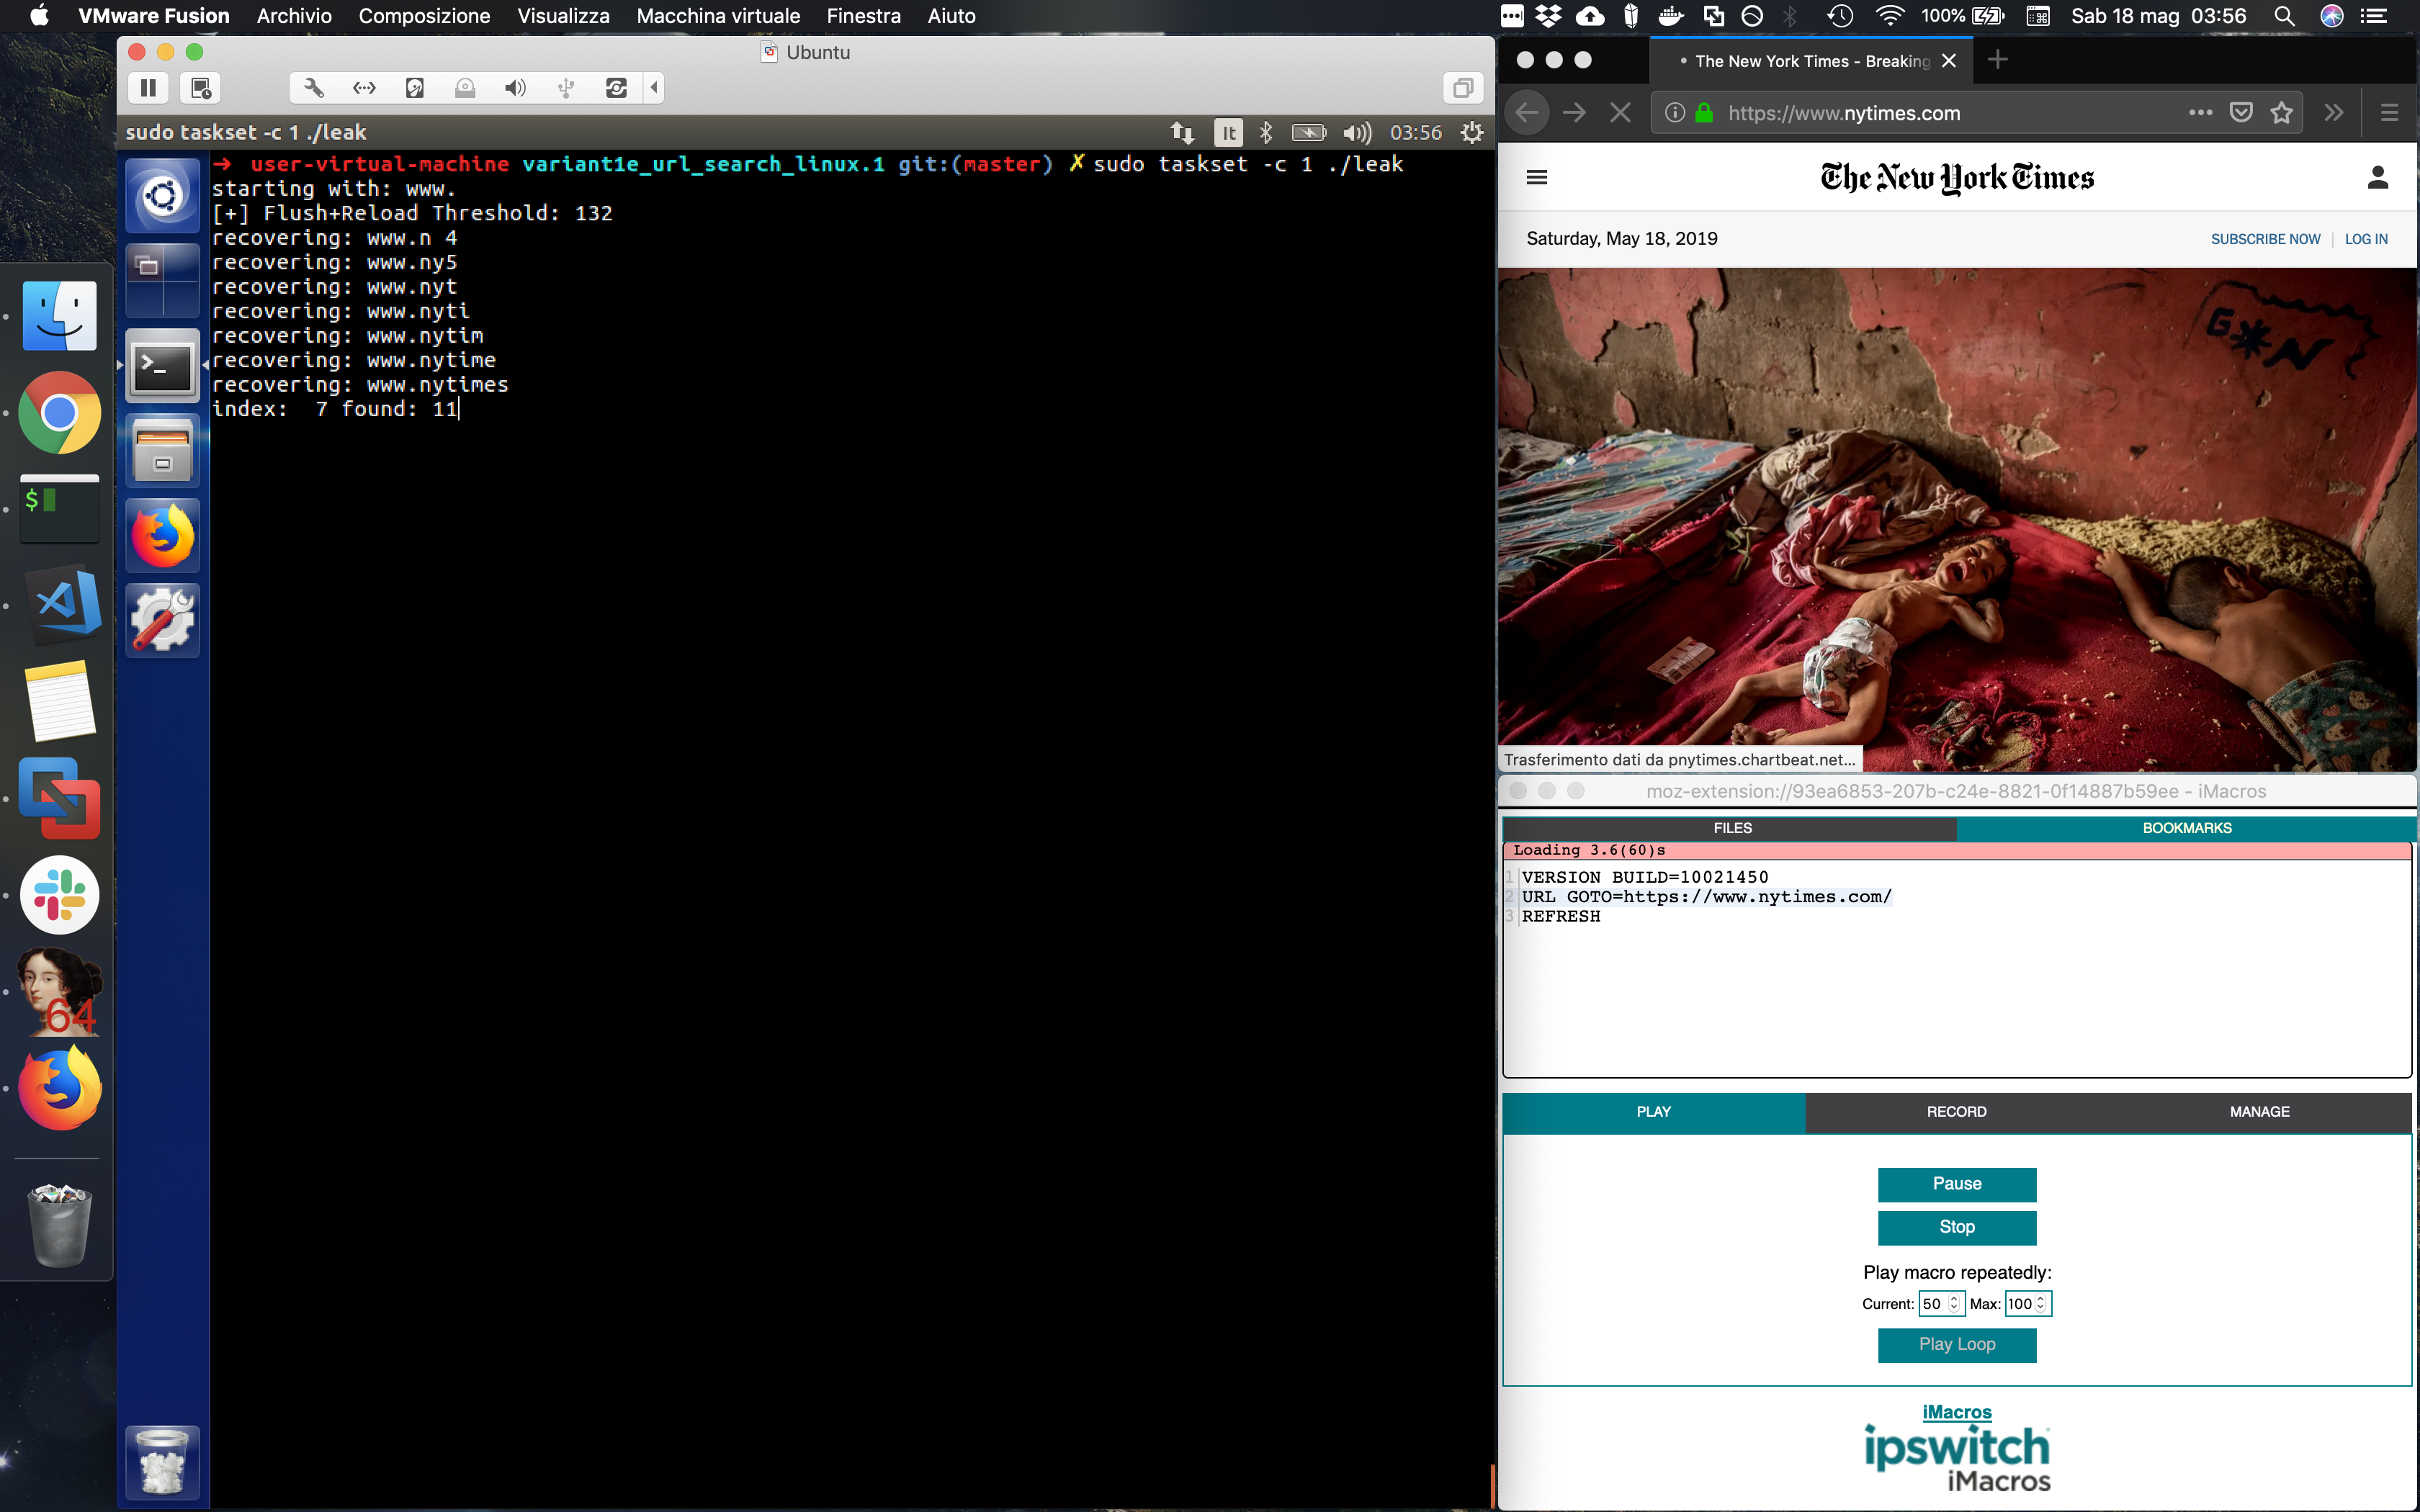 VMware Fusion Archivio Composizione Visualizza Macchina virtuale Finestra Aiuto
100% Sab 18 mag 03:56
Ubuntu
sudo taskset -c 1 ./leak
It 03:56
➜ user-virtual-machine variant1e_url_search_linux.1 git:(master) ✗ sudo taskset -c 1 ./leak
starting with: www.
[+] Flush+Reload Threshold: 132
recovering: www.n 4
recovering: www.ny5
recovering: www.nyt
recovering: www.nyti
recovering: www.nytim
recovering: www.nytime
recovering: www.nytimes
index:  7 found: 11
$
64
• The New York Times - Breaking
https://www.nytimes.com
The New York Times
Saturday, May 18, 2019
SUBSCRIBE NOW | LOG IN
G*N
Trasferimento dati da pnytimes.chartbeat.net...
moz-extension://93ea6853-207b-c24e-8821-0f14887b59ee - iMacros
FILES BOOKMARKS
Loading 3.6(60)s
1 VERSION BUILD=10021450
2 URL GOTO=https://www.nytimes.com/
3 REFRESH
PLAY RECORD MANAGE
Pause
Stop
Play macro repeatedly:
Current: 50 Max: 100
Play Loop
iMacros
ipswitch
iMacros